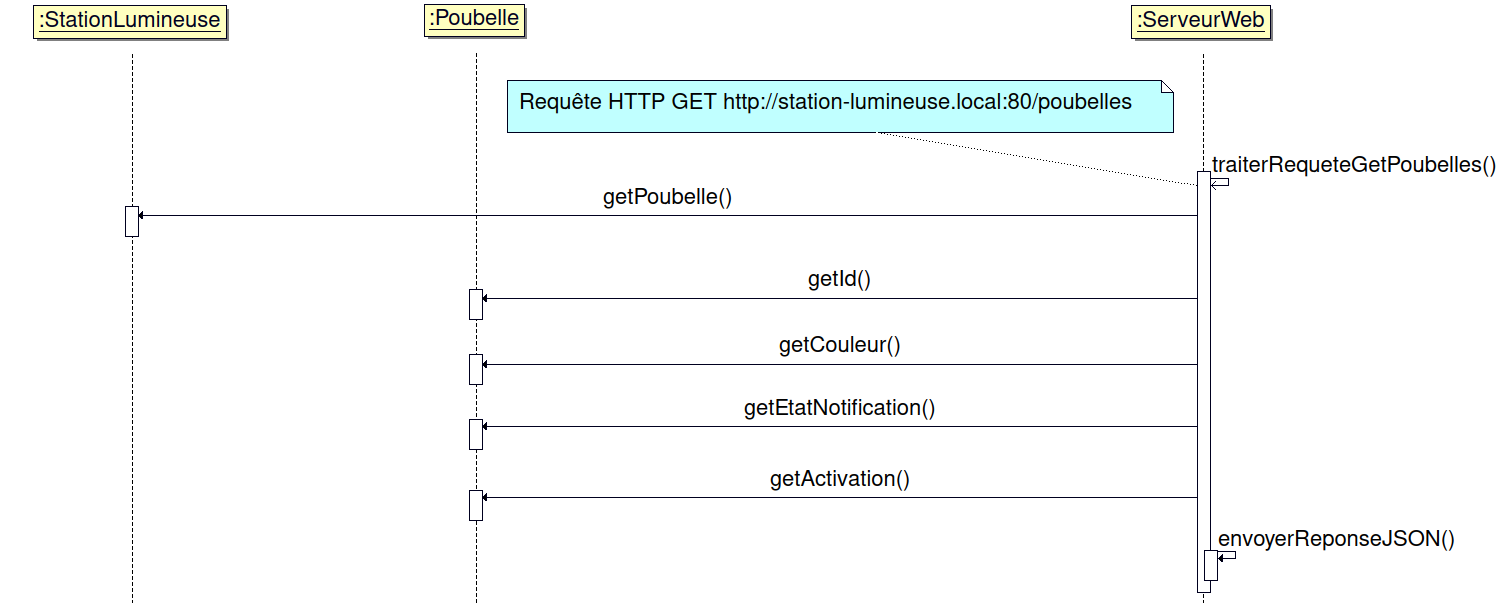 :StationLumineuse
:Poubelle
:ServeurWeb
Requête HTTP GET http://station-lumineuse.local:80/poubelles
traiterRequeteGetPoubelles()
getPoubelle()
getId()
getCouleur()
getEtatNotification()
getActivation()
envoyerReponseJSON()